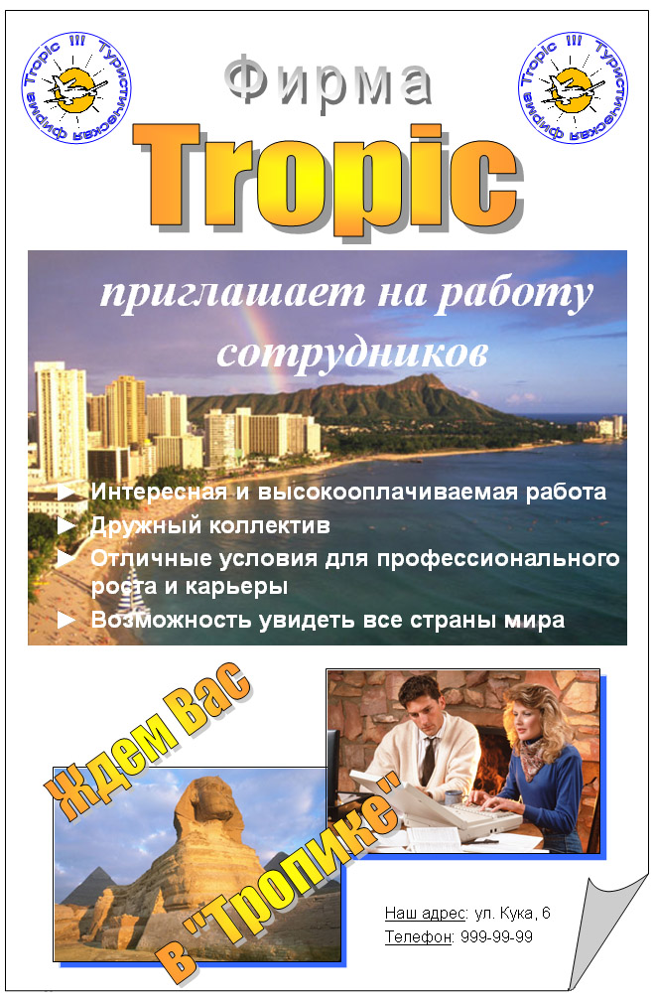 Туристическая фирма Tropic !!!
Туристическая фирма Tropic !!!
Фирма
Tropic
приглашает на работу
сотрудников
► Интересная и высокооплачиваемая работа
► Дружный коллектив
► Отличные условия для профессионального
роста и карьеры
► Возможность увидеть все страны мира
Ждем Вас
в "Тропике"
Наш адрес: ул. Кука, 6
Телефон: 999-99-99